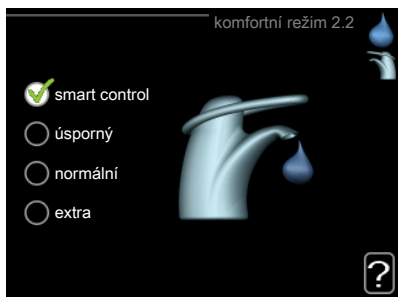 komfortní režim 2.2
smart control
úsporný
normální
extra
?